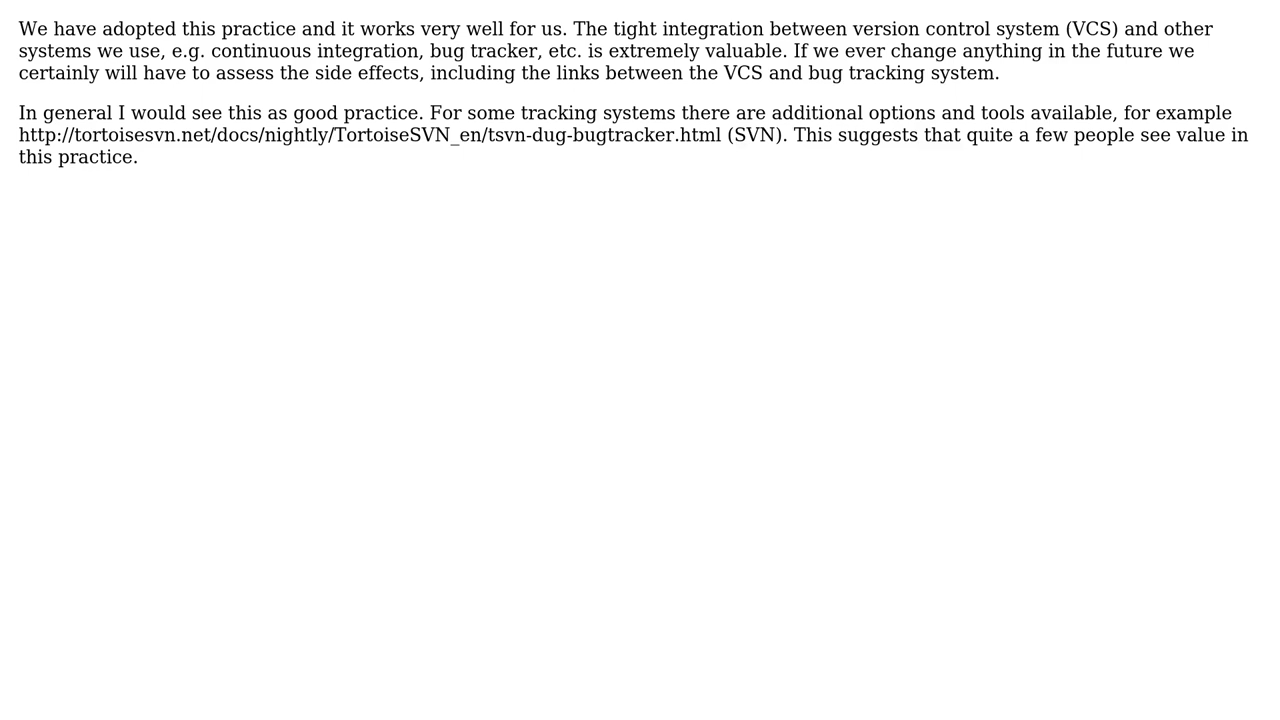 We have adopted this practice and it works very well for us. The tight integration between version control system (VCS) and other
systems we use, e.g. continuous integration, bug tracker, etc. is extremely valuable. If we ever change anything in the future we
certainly will have to assess the side effects, including the links between the VCS and bug tracking system.
In general I would see this as good practice. For some tracking systems there are additional options and tools available, for example
http://tortoisesvn.net/docs/nightly/TortoiseSVN_en/tsvn-dug-bugtracker.html (SVN). This suggests that quite a few people see value in
this practice.